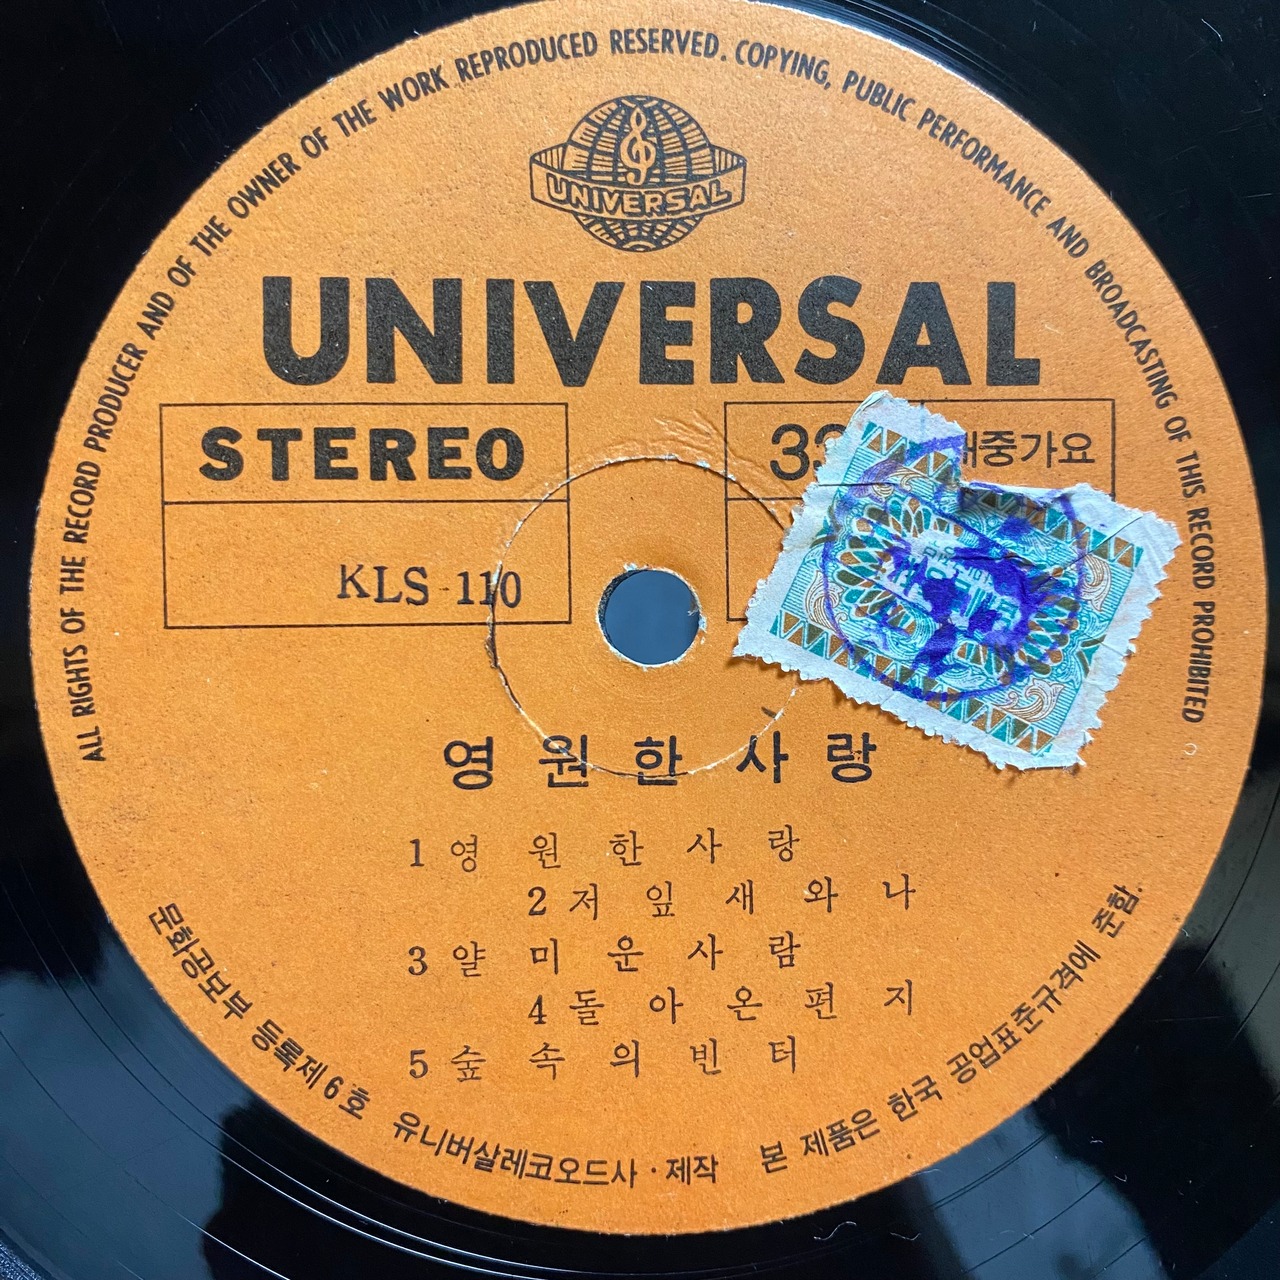 ALL RIGHTS OF THE RECORD PRODUCER AND OF THE OWNER OF THE WORK REPRODUCED RESERVED. COPYING, PUBLIC PERFORMANCE AND BROADCASTING OF THIS RECORD PROHIBITED
UNIVERSAL
UNIVERSAL
STEREO
중가요
KLS-110
영원한사랑
1 영원한사랑
2 저잎새와나
3 얄미운사람
4 돌아온편지
5 숲속의빈터
문화공보부 등록제6호 유니버살레코오드사·제작 본 제품은 한국 공업표준규격에 준함.